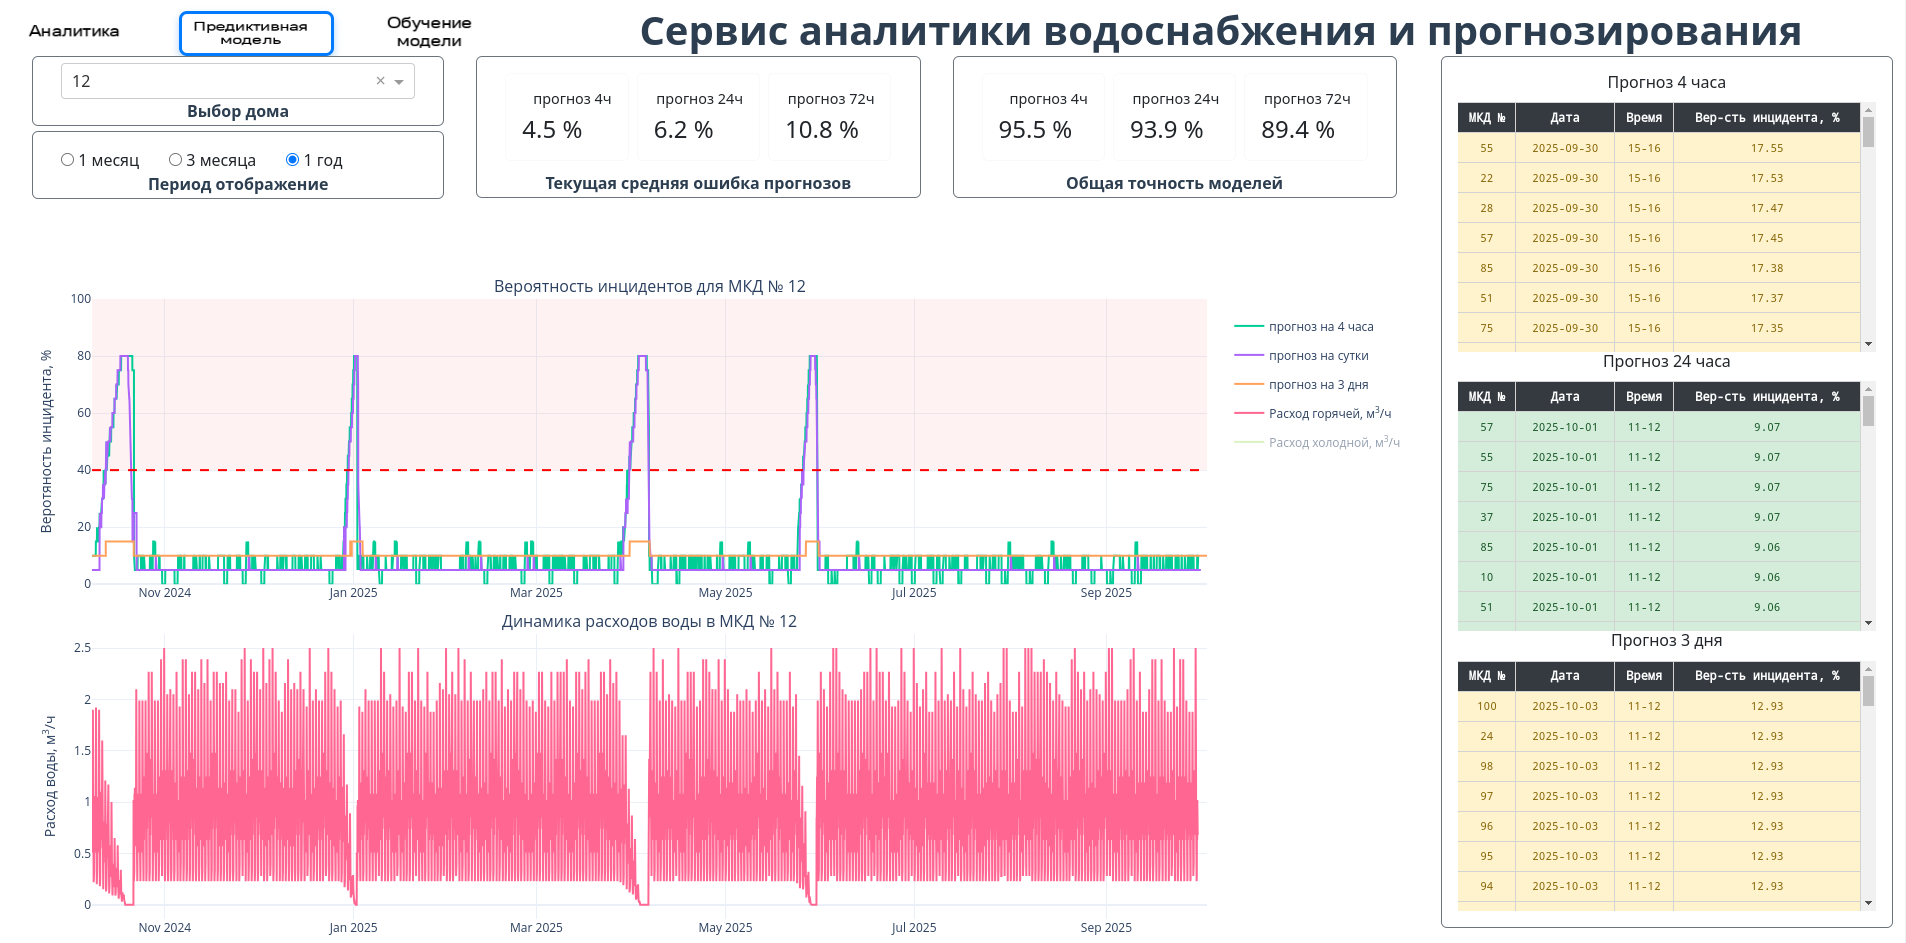 Аналитика
Предиктивная
модель
Обучение
модели
Сервис аналитики водоснабжения и прогнозирования
12
×
Выбор дома
1 месяц
3 месяца
1 год
Период отображение
прогноз 4ч
4.5 %
прогноз 24ч
6.2 %
прогноз 72ч
10.8 %
Текущая средняя ошибка прогнозов
прогноз 4ч
95.5 %
прогноз 24ч
93.9 %
прогноз 72ч
89.4 %
Общая точность моделей
Вероятность инцидентов для МКД № 12
Веротяность инцидента, %
100
80
60
40
20
0
Nov 2024
Jan 2025
Mar 2025
May 2025
Jul 2025
Sep 2025
прогноз на 4 часа
прогноз на сутки
прогноз на 3 дня
Расход горячей, м³/ч
Расход холодной, м³/ч
Динамика расходов воды в МКД № 12
Расход воды, м³/ч
2.5
2
1.5
1
0.5
0
Nov 2024
Jan 2025
Mar 2025
May 2025
Jul 2025
Sep 2025
Прогноз 4 часа
МКД № Дата Время Вер-сть инцидента, %
55 2025-09-30 15-16 17.55
22 2025-09-30 15-16 17.53
28 2025-09-30 15-16 17.47
57 2025-09-30 15-16 17.45
85 2025-09-30 15-16 17.38
51 2025-09-30 15-16 17.37
75 2025-09-30 15-16 17.35
Прогноз 24 часа
МКД № Дата Время Вер-сть инцидента, %
57 2025-10-01 11-12 9.07
55 2025-10-01 11-12 9.07
75 2025-10-01 11-12 9.07
37 2025-10-01 11-12 9.07
85 2025-10-01 11-12 9.06
10 2025-10-01 11-12 9.06
51 2025-10-01 11-12 9.06
Прогноз 3 дня
МКД № Дата Время Вер-сть инцидента, %
100 2025-10-03 11-12 12.93
24 2025-10-03 11-12 12.93
98 2025-10-03 11-12 12.93
97 2025-10-03 11-12 12.93
96 2025-10-03 11-12 12.93
95 2025-10-03 11-12 12.93
94 2025-10-03 11-12 12.93